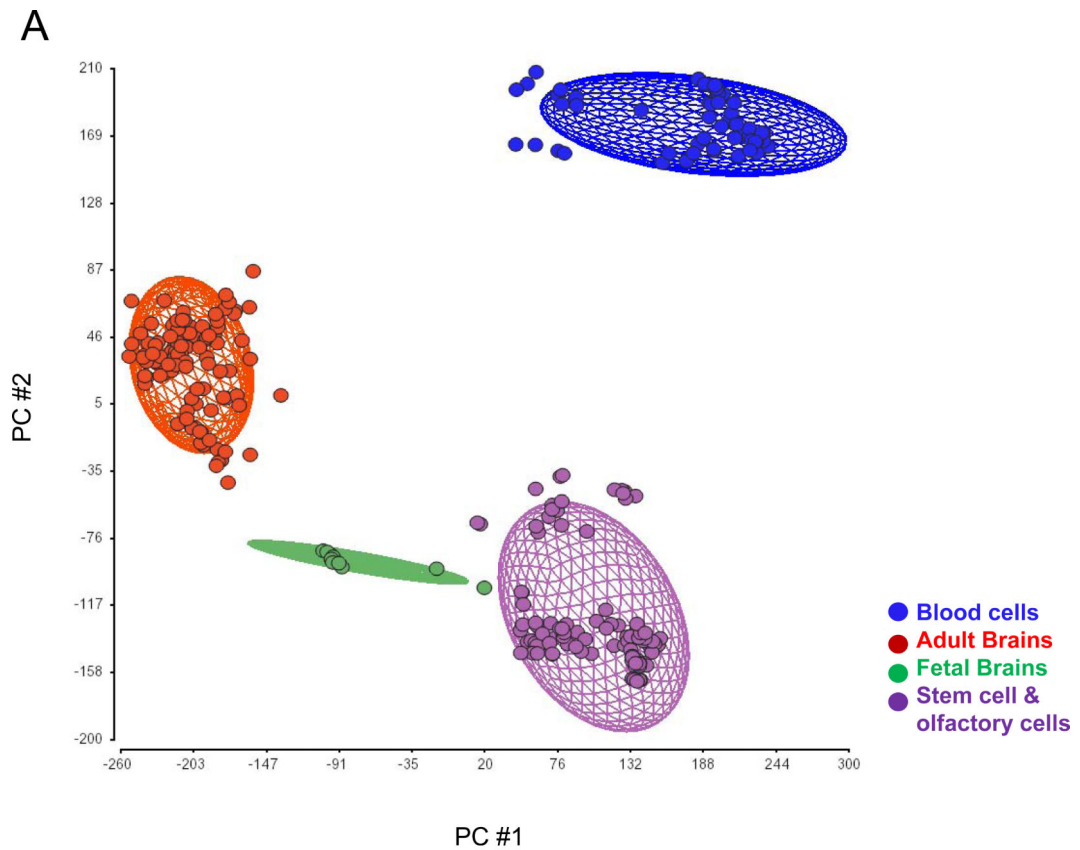 A
210
169
128
87
46
5
-35
-76
-117
-158
-200
PC #2
-260 -203 -147 -91 -35 20 76 132 188 244 300
PC #1
Blood cells
Adult Brains
Fetal Brains
Stem cell &
olfactory cells